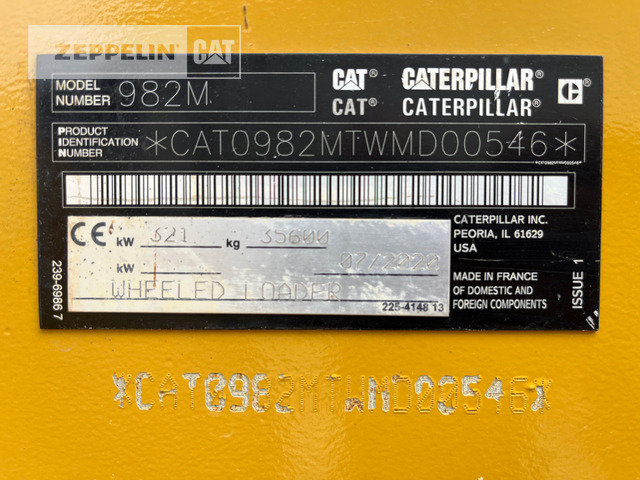 ZEPPELIN CAT
MODEL NUMBER 982M
CAT® CATERPILLAR®
CAT® CATERPILLAR®
PRODUCT IDENTIFICATION NUMBER *CAT0982MTWMD00546*
*CAT0982MTWMD00546*
CE kW 321 kg 35600
kW 07/2020
WHEELED LOADER
225-4148 13
CATERPILLAR INC.
PEORIA, IL 61629
USA
MADE IN FRANCE
OF DOMESTIC AND
FOREIGN COMPONENTS
ISSUE 1
239-6986 7
*CAT0982MTWMD00546*